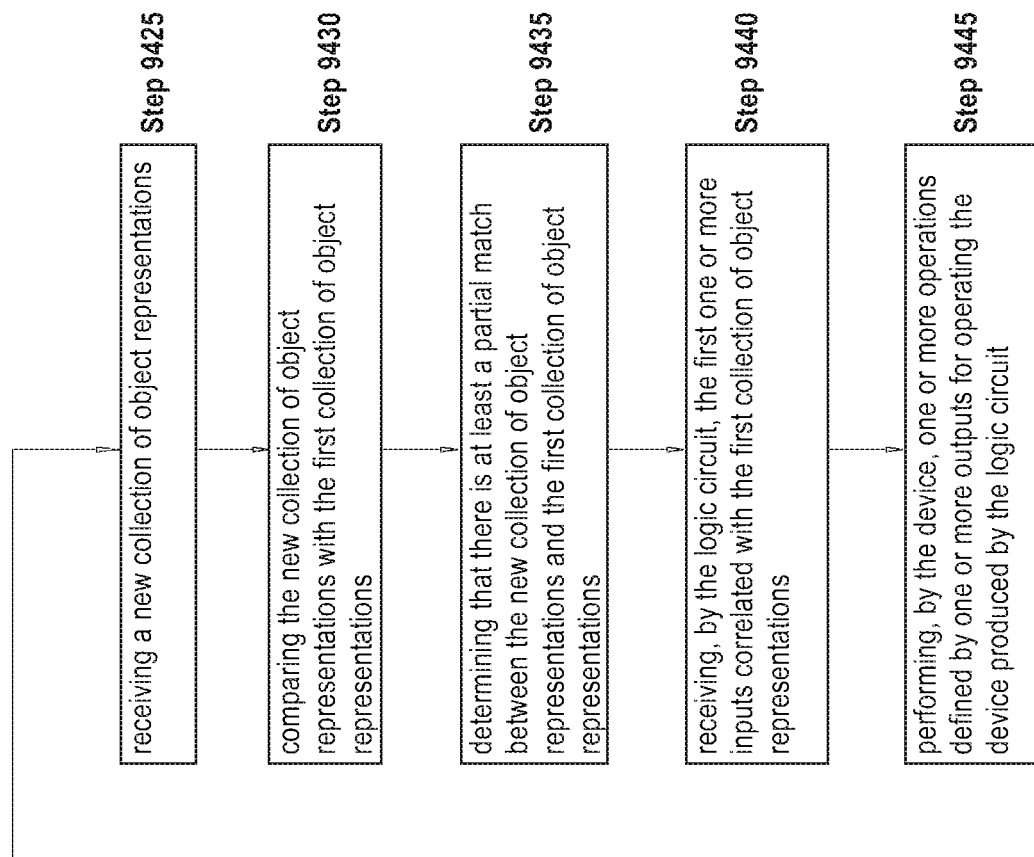 receiving a new collection of object representations
Step 9425
comparing the new collection of object
representations with the first collection of object
representations
Step 9430
determining that there is at least a partial match
between the new collection of object
representations and the first collection of object
representations
Step 9435
receiving, by the logic circuit, the first one or more
inputs correlated with the first collection of object
representations
Step 9440
performing, by the device, one or more operations
defined by one or more outputs for operating the
device produced by the logic circuit
Step 9445